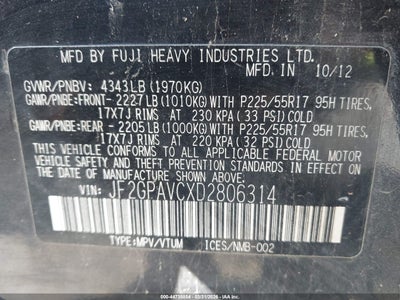 MFD BY FUJI HEAVY INDUSTRIES LTD.
MADE IN 10/12
GVWR/PNBV: 4343LB (1970KG)
GAWR/PNBE:FRONT- 2227LB (1010KG)WITH P225/55R17 95H TIRES,
17X7J RIMS, AT 230 KPA (33 PSI) COLD
GAWR/PNBE:REAR - 2205LB (1000KG)WITH P225/55R17 95H TIRES,
17X7J RIMS, AT 220 KPA (32 PSI) COLD
THIS VEHICLE CONFORMS TO ALL APPLICABLE
FEDERAL MOTOR VEHICLE SAFETY STANDARDS IN
EFFECT ON THE DATE OF MANUFACTURE SHOWN ABOVE.
VIN: JF2GPAVCXD2806314
TYPE:MPV/VTUM ICES/NMB-002